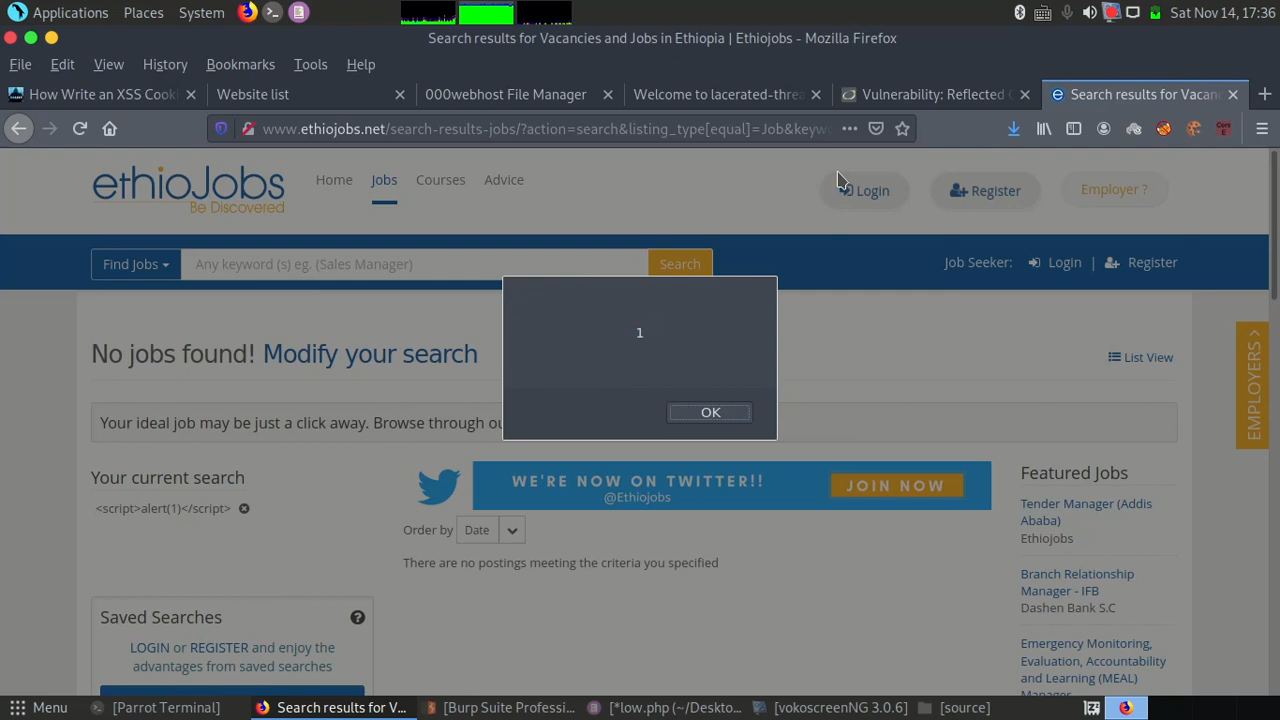 Applications Places System Sat Nov 14, 17:36
Search results for Vacancies and Jobs in Ethiopia | Ethiojobs - Mozilla Firefox
File Edit View History Bookmarks Tools Help
How Write an XSS Cooki Website list 000webhost File Manager Welcome to lacerated-threa Vulnerability: Reflected Search results for Vacan
www.ethiojobs.net/search-results-jobs/?action=search&listing_type[equal]=Job&keyw
ethioJobs
Be Discovered
Home Jobs Courses Advice Login Register Employer ?
Find Jobs Any keyword (s) eg. (Sales Manager) Search Job Seeker: Login | Register
1
OK
No jobs found! Modify your search
List View
EMPLOYERS
Your ideal job may be just a click away. Browse through
Your current search
<script>alert(1)</script>
WE'RE NOW ON TWITTER!!
@Ethiojobs
JOIN NOW
Order by Date
There are no postings meeting the criteria you specified
Featured Jobs
Tender Manager (Addis
Ababa)
Ethiojobs
Branch Relationship
Manager - IFB
Dashen Bank S.C
Emergency Monitoring,
Evaluation, Accountability
and Learning (MEAL)
Manager
Saved Searches
LOGIN or REGISTER and enjoy the
advantages from saved searches
Menu [Parrot Terminal] Search results for V... [Burp Suite Professi... [*low.php (~/Deskto... [vokoscreenNG 3.0.6] [source]